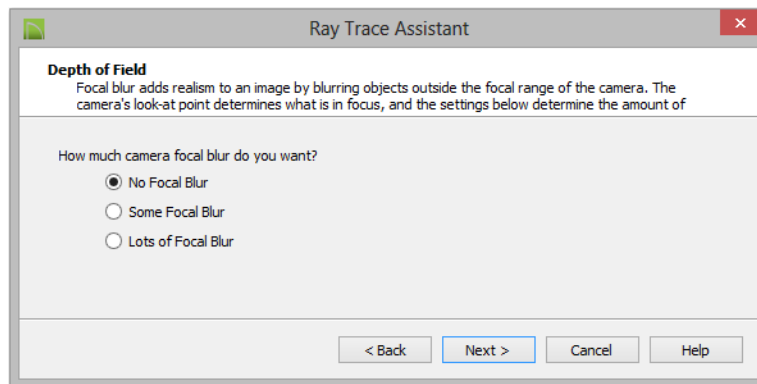 Ray Trace Assistant
Depth of Field
Focal blur adds realism to an image by blurring objects outside the focal range of the camera. The
camera's look-at point determines what is in focus, and the settings below determine the amount of
How much camera focal blur do you want?
No Focal Blur
Some Focal Blur
Lots of Focal Blur
< Back Next > Cancel Help